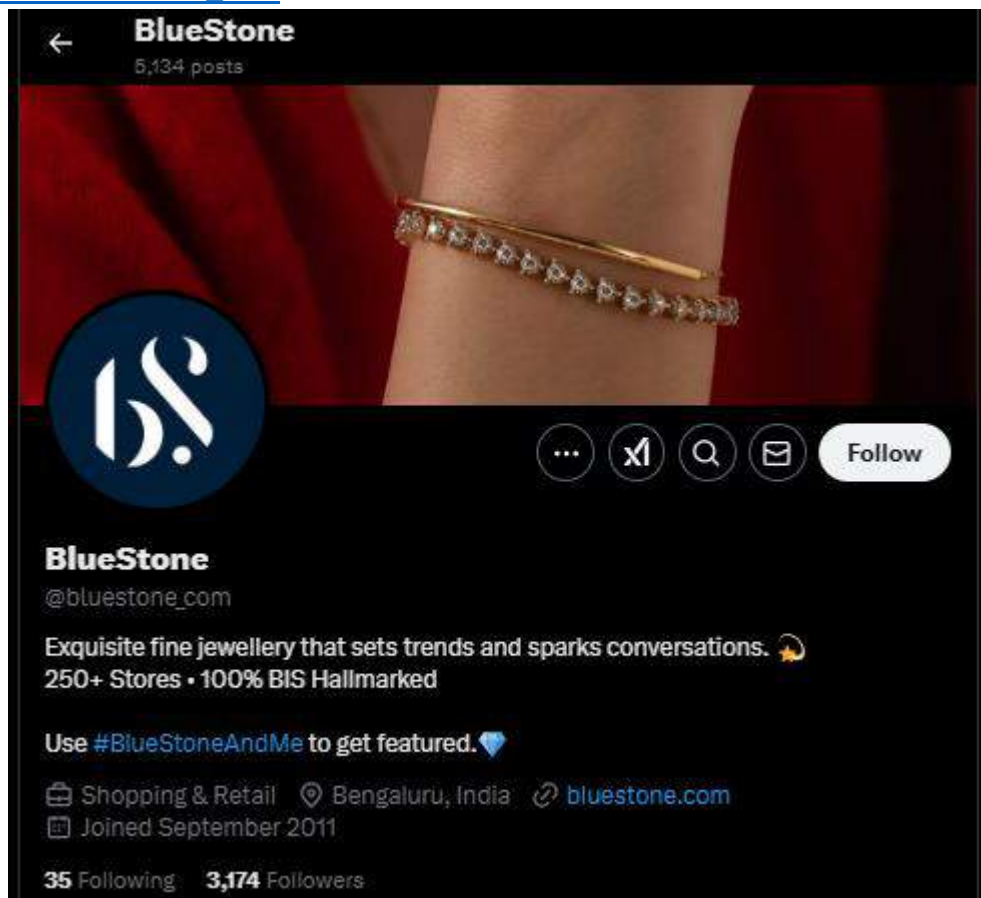 BlueStone
5,134 posts
bS.
Follow
BlueStone
@bluestone_com
Exquisite fine jewellery that sets trends and sparks conversations. 💫
250+ Stores • 100% BIS Hallmarked
Use #BlueStoneAndMe to get featured.💎
Shopping & Retail Bengaluru, India bluestone.com
Joined September 2011
35 Following 3,174 Followers